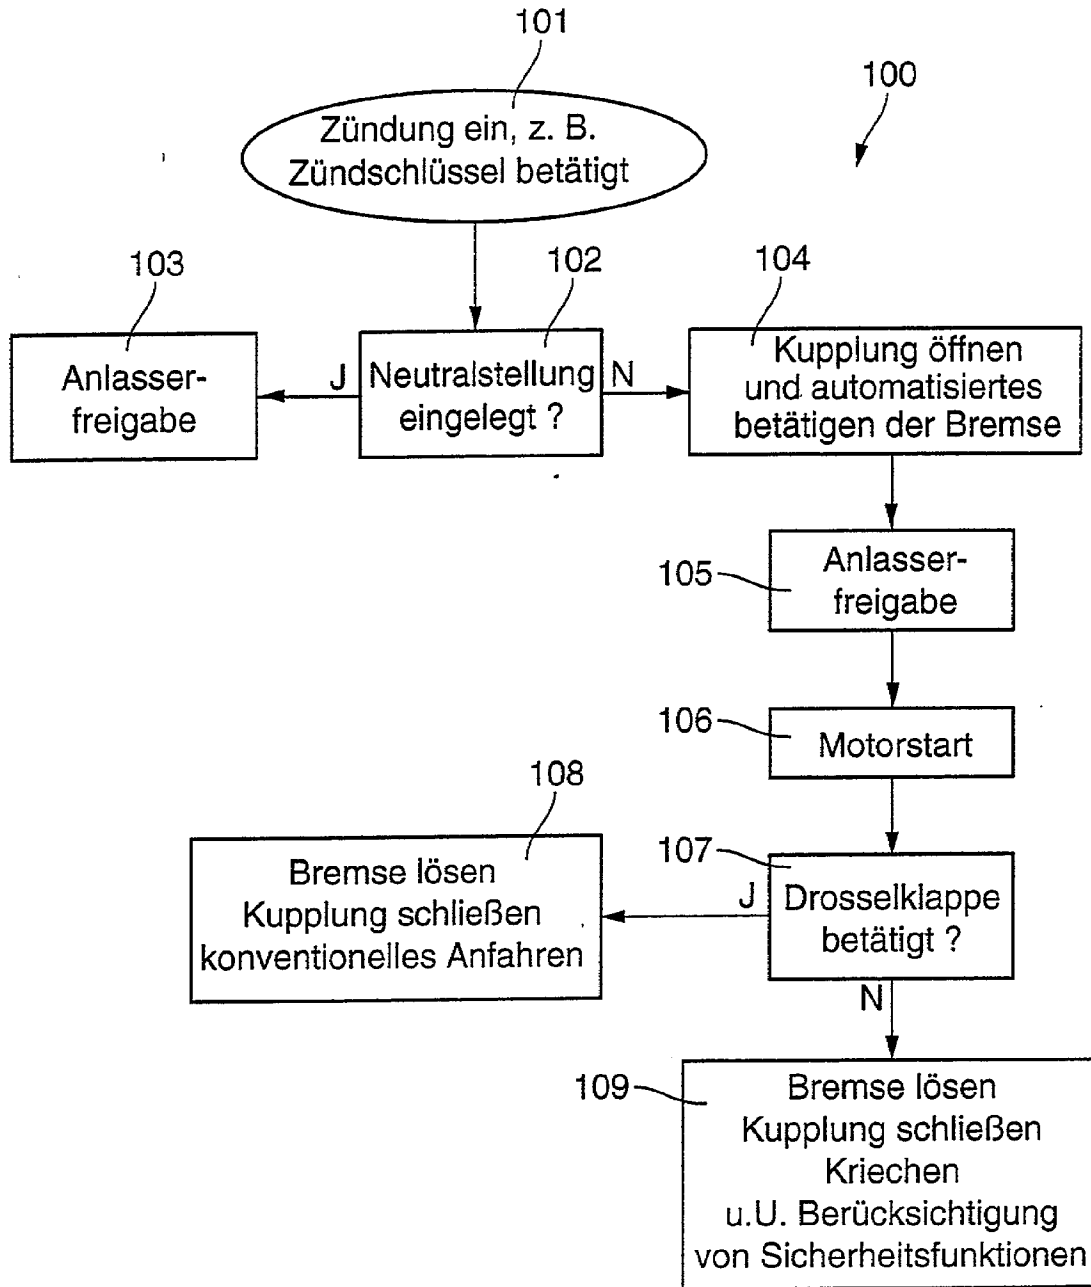 101
100
Zündung ein, z. B.
Zündschlüssel betätigt
103
102
104
Anlasser-
freigabe
J
Neutralstellung
eingelegt ?
N
Kupplung öffnen
und automatisiertes
betätigen der Bremse
105
Anlasser-
freigabe
106
Motorstart
108
107
Bremse lösen
Kupplung schließen
konventionelles Anfahren
J
Drosselklappe
betätigt ?
N
109
Bremse lösen
Kupplung schließen
Kriechen
u.U. Berücksichtigung
von Sicherheitsfunktionen